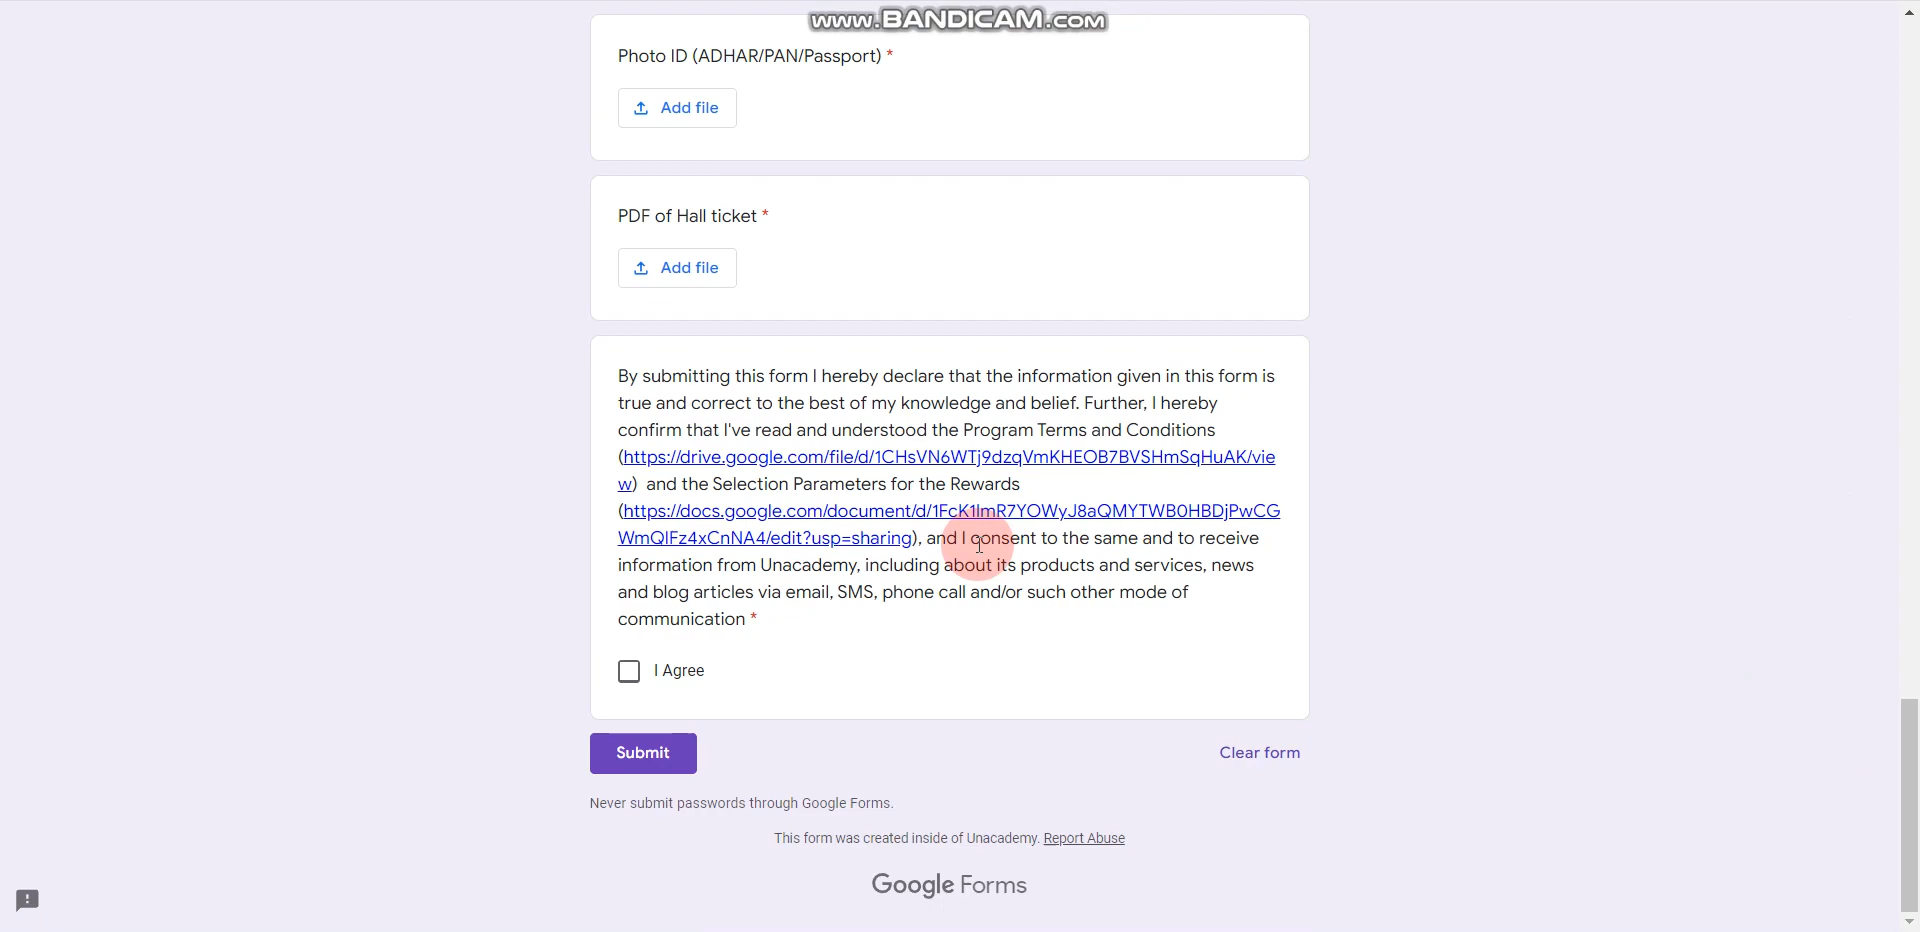 www.BANDICAM.com
Photo ID (ADHAR/PAN/Passport) *
Add file
PDF of Hall ticket *
Add file
By submitting this form I hereby declare that the information given in this form is
true and correct to the best of my knowledge and belief. Further, I hereby
confirm that I've read and understood the Program Terms and Conditions
(https://drive.google.com/file/d/1CHsVN6WTj9dzqVmKHEOB7BVSHmSqHuAK/vie
w)  and the Selection Parameters for the Rewards
(https://docs.google.com/document/d/1FcK1ImR7YOWyJ8aQMYTWB0HBDjPwCG
WmQlFz4xCnNA4/edit?usp=sharing), and I consent to the same and to receive
information from Unacademy, including about its products and services, news
and blog articles via email, SMS, phone call and/or such other mode of
communication *
I Agree
Submit
Clear form
Never submit passwords through Google Forms.
This form was created inside of Unacademy. Report Abuse
Google Forms